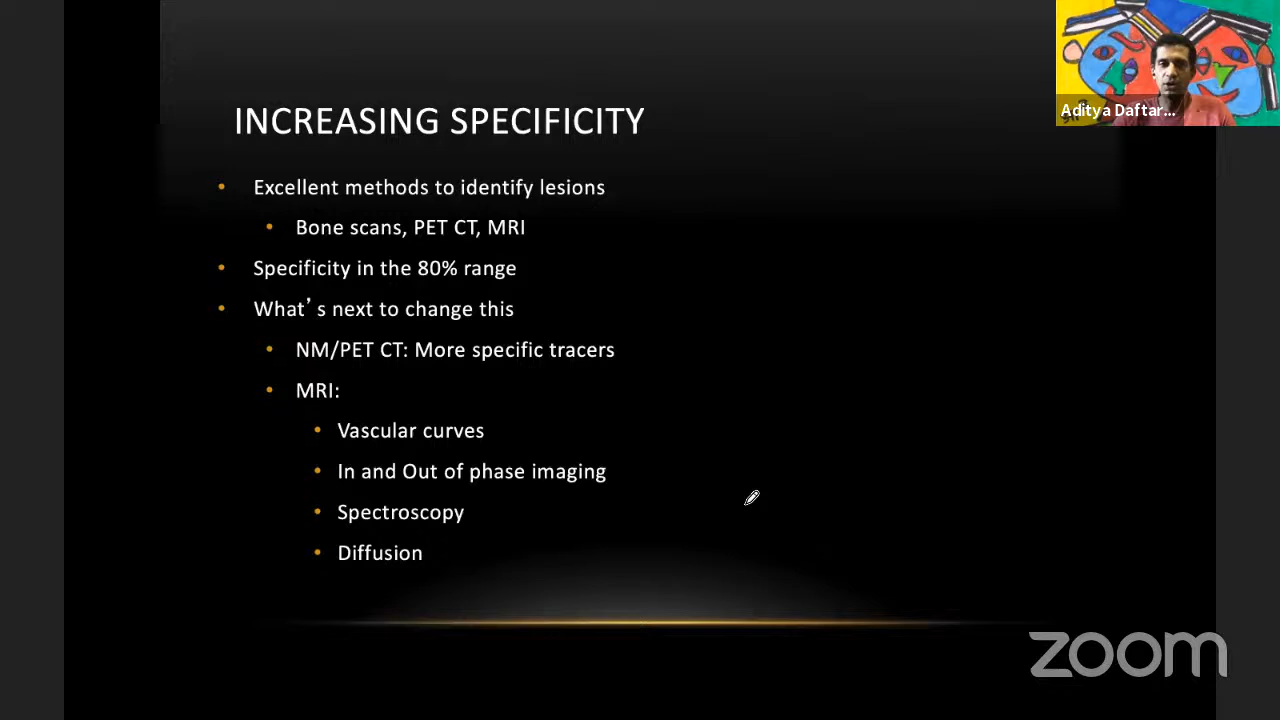 INCREASING SPECIFICITY
Excellent methods to identify lesions
Bone scans, PET CT, MRI
Specificity in the 80% range
What's next to change this
NM/PET CT: More specific tracers
MRI:
Vascular curves
In and Out of phase imaging
Spectroscopy
Diffusion
Aditya Daftar...
zoom